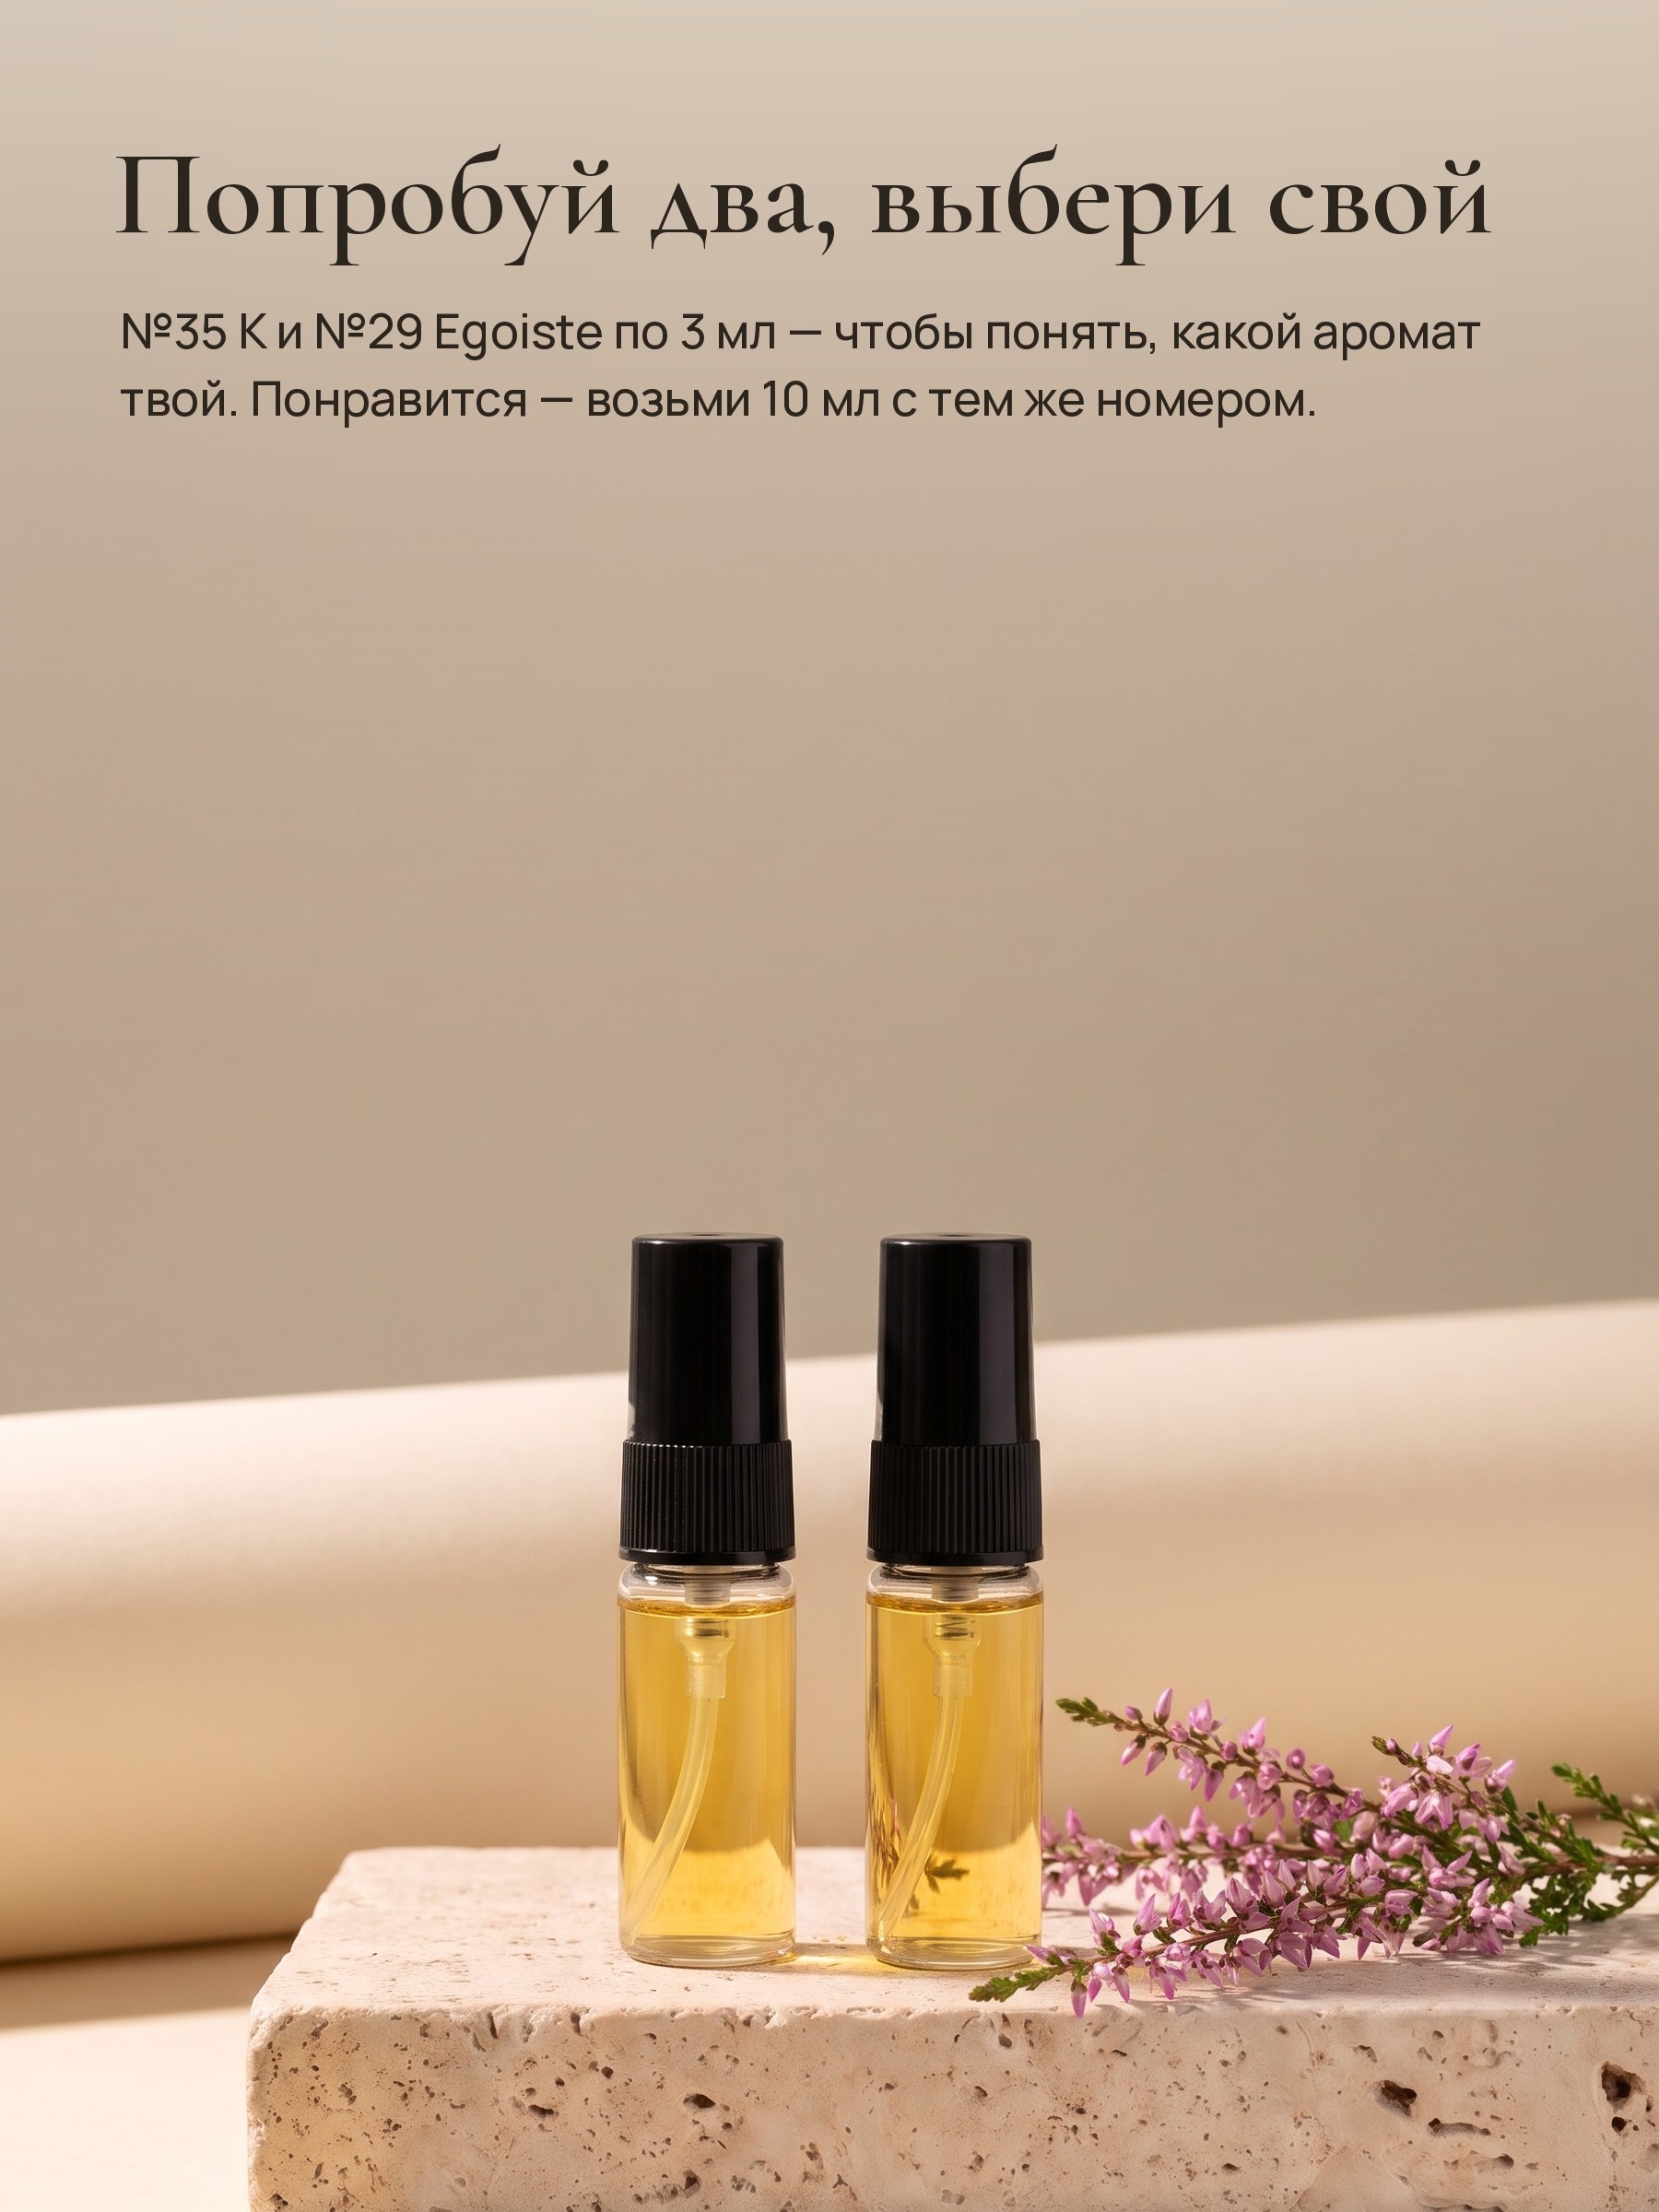 Попробуй два, выбери свой
№35 K и №29 Egoiste по 3 мл — чтобы понять, какой аромат
твой. Понравится — возьми 10 мл с тем же номером.